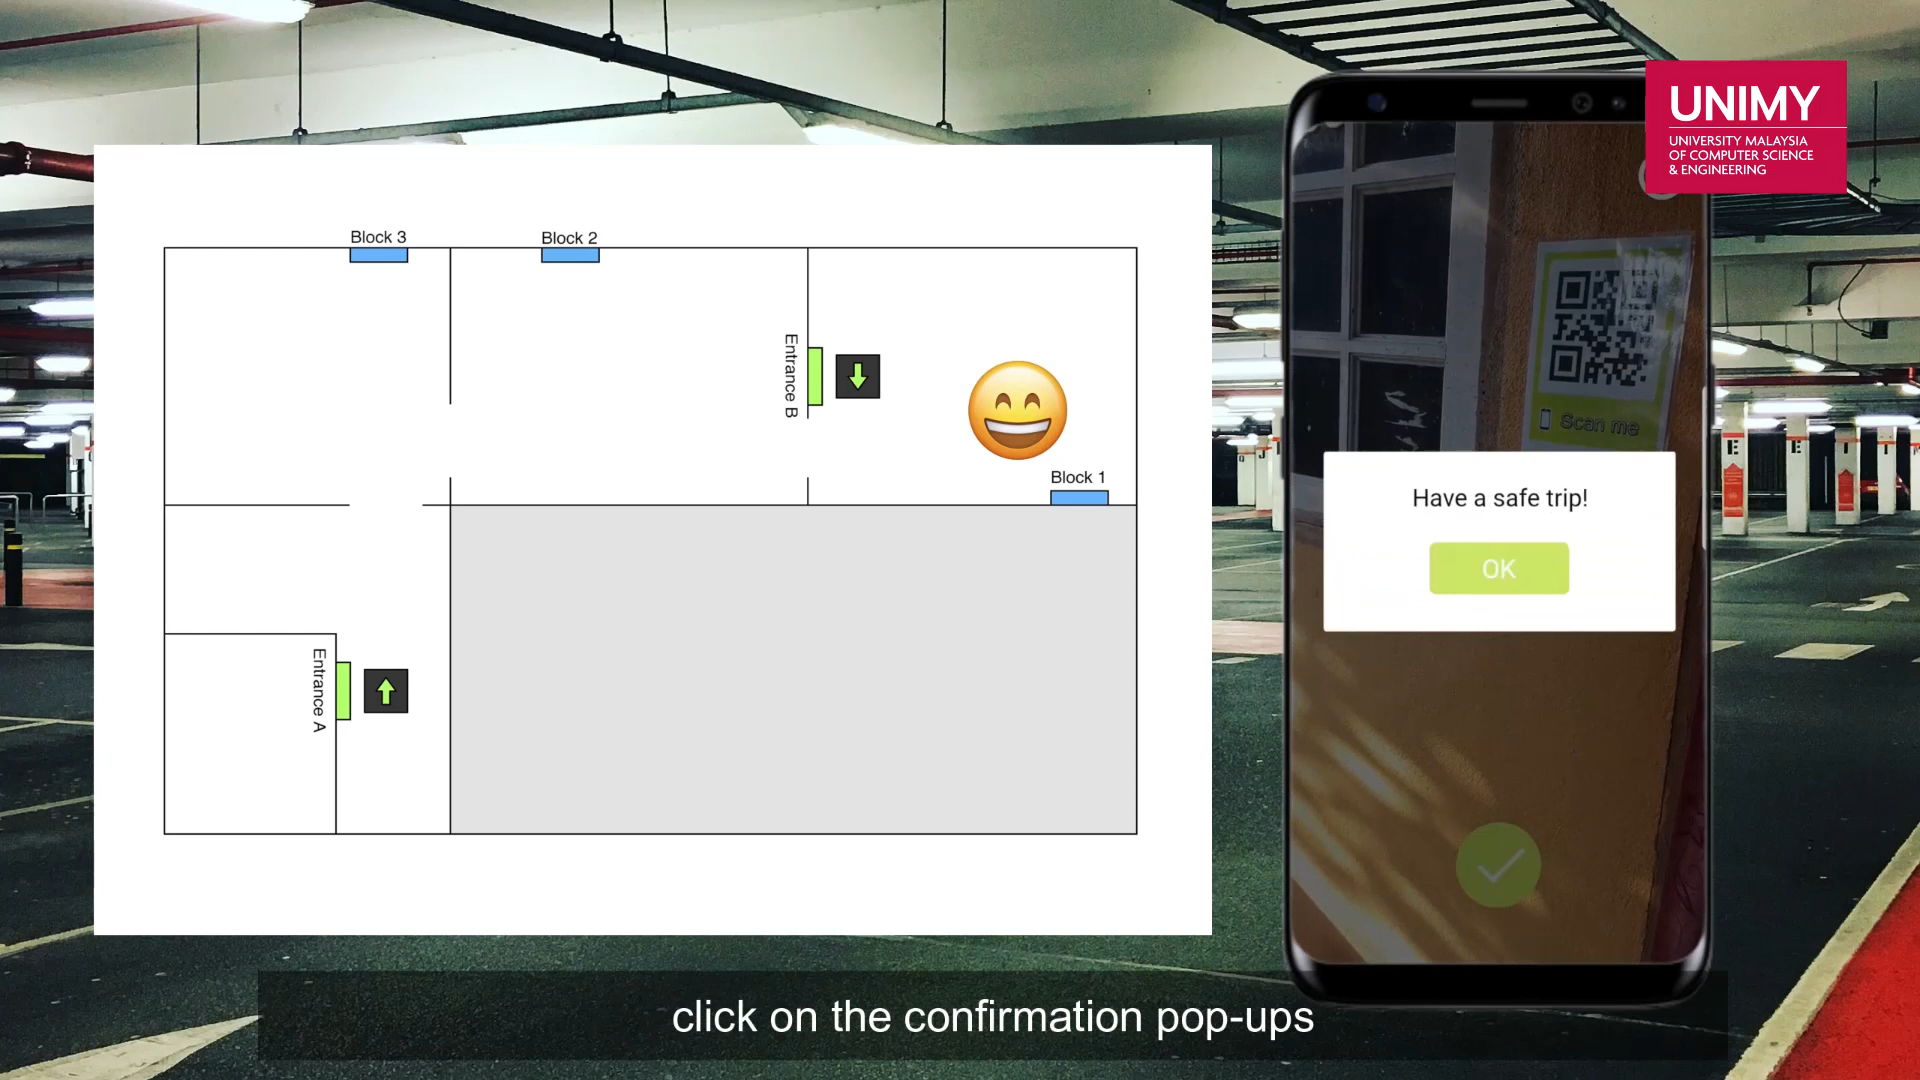 UNIMY
UNIVERSITY MALAYSIA
OF COMPUTER SCIENCE
& ENGINEERING
Block 3
Block 2
Entrance B
Block 1
Entrance A
Scan me
Have a safe trip!
OK
click on the confirmation pop-ups